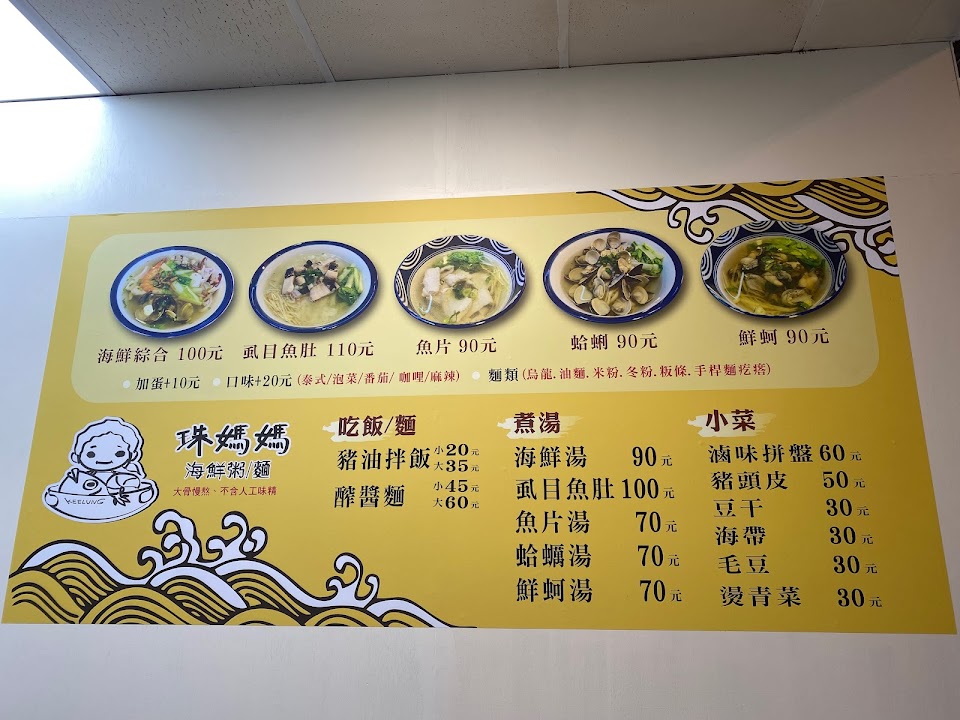 海鮮綜合 100元
虱目魚肚 110元
魚片 90元
蛤蜊 90元
鮮蚵 90元
加蛋+10元
口味+20元(泰式/泡菜/番茄/ 咖哩/麻辣)
麵類(烏龍.油麵.米粉.冬粉.粄條.手桿麵疙瘩)
KEELUNG
珠媽媽
海鮮粥/麵
大骨慢熬、不含人工味精
吃飯/麵
豬油拌飯 小20元
大35元
醡醬麵 小45元
大60元
煮湯
海鮮湯 90元
虱目魚肚 100元
魚片湯 70元
蛤蠣湯 70元
鮮蚵湯 70元
小菜
滷味拼盤 60元
豬頭皮 50元
豆干 30元
海帶 30元
毛豆 30元
燙青菜 30元